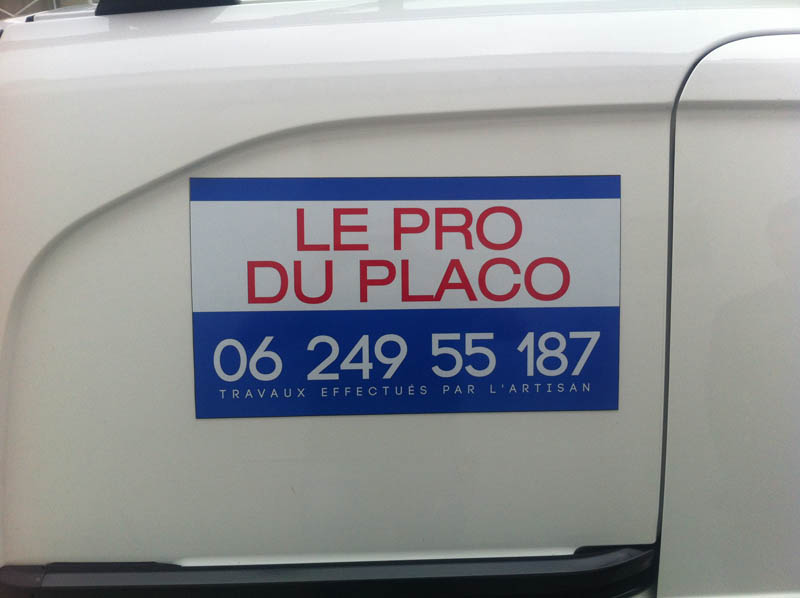 LE PRO
DU PLACO
06 249 55 187
TRAVAUX EFFECTUÉS PAR L'ARTISAN